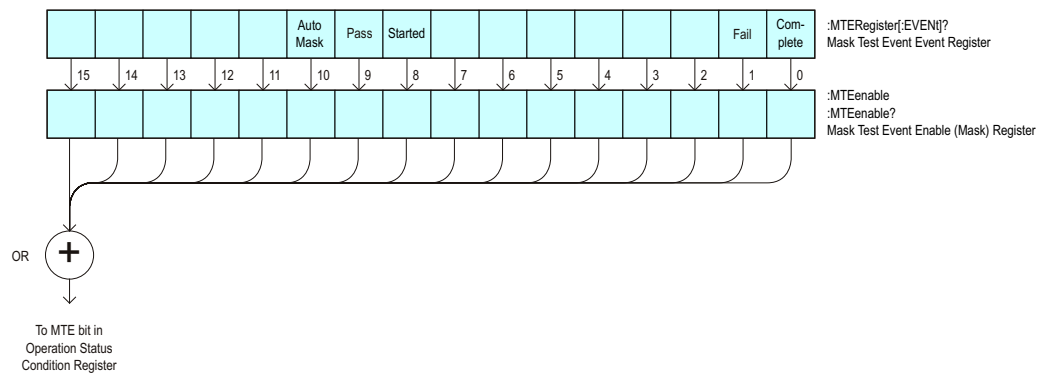 Auto
Mask
Pass
Started
Fail
Com-
plete
:MTERegister[:EVENt]?
Mask Test Event Event Register
15 14 13 12 11 10 9 8 7 6 5 4 3 2 1 0
:MTEenable
:MTEenable?
Mask Test Event Enable (Mask) Register
OR
+
To MTE bit in
Operation Status
Condition Register